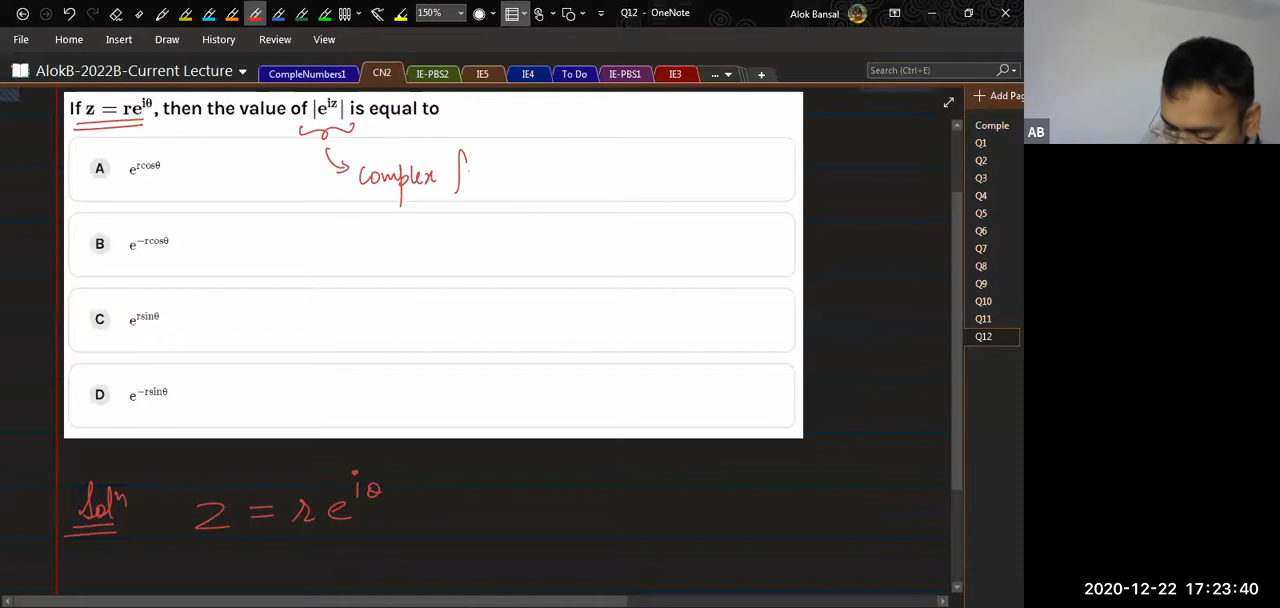 150%
Q12 - OneNote
Alok Bansal
File Home Insert Draw History Review View
AlokB-2022B-Current Lecture
CompleNumbers1 CN2 IE-PBS2 IE5 IE4 To Do IE-PBS1 IE3 ...
Search (Ctrl+E)
If z = re^{iθ}, then the value of |e^{iz}| is equal to
complex
A e^{rcosθ}
B e^{-rcosθ}
C e^{rsinθ}
D e^{-rsinθ}
Solⁿ z = re^{iθ}
Add Pag
Comple
Q1
Q2
Q3
Q4
Q5
Q6
Q7
Q8
Q9
Q10
Q11
Q12
AB
2020-12-22 17:23:40